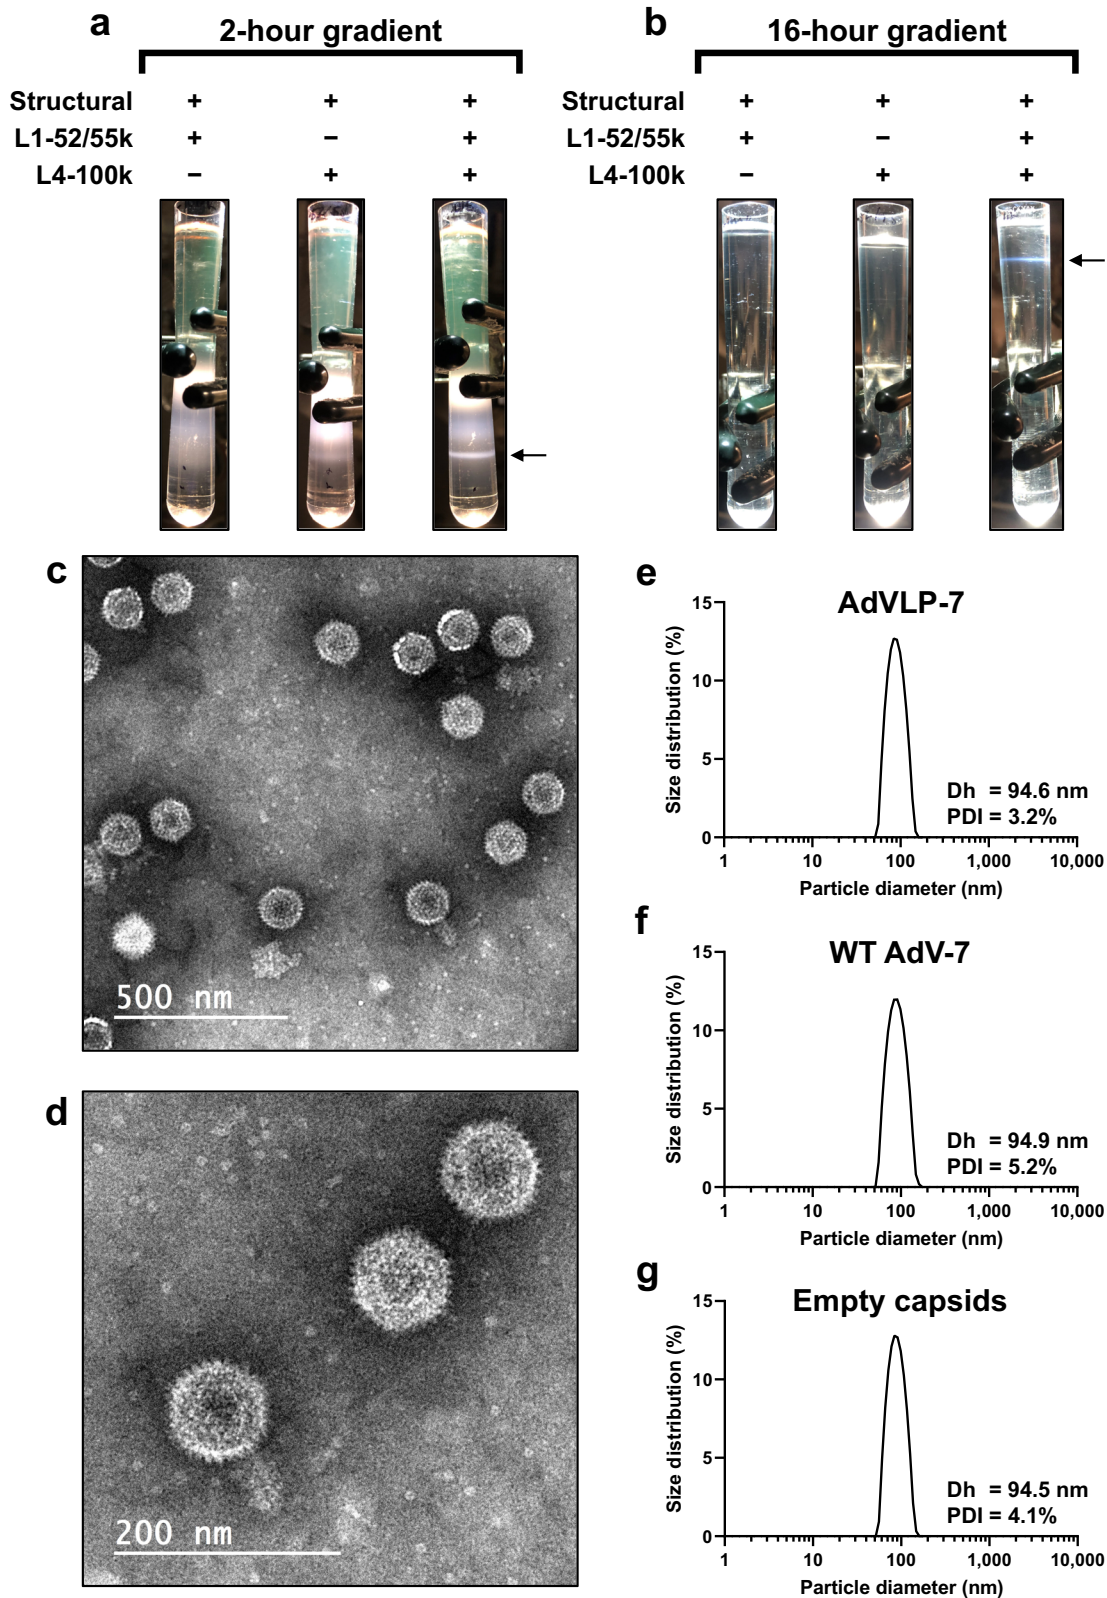 a
2-hour gradient
Structural + + +
L1-52/55k + − +
L4-100k − + +
b
16-hour gradient
Structural + + +
L1-52/55k + − +
L4-100k − + +
c
500 nm
d
200 nm
e
AdVLP-7
Size distribution (%)
15
10
5
0
Dh = 94.6 nm
PDI = 3.2%
1 10 100 1,000 10,000
Particle diameter (nm)
f
WT AdV-7
Size distribution (%)
15
10
5
0
Dh = 94.9 nm
PDI = 5.2%
1 10 100 1,000 10,000
Particle diameter (nm)
g
Empty capsids
Size distribution (%)
15
10
5
0
Dh = 94.5 nm
PDI = 4.1%
1 10 100 1,000 10,000
Particle diameter (nm)